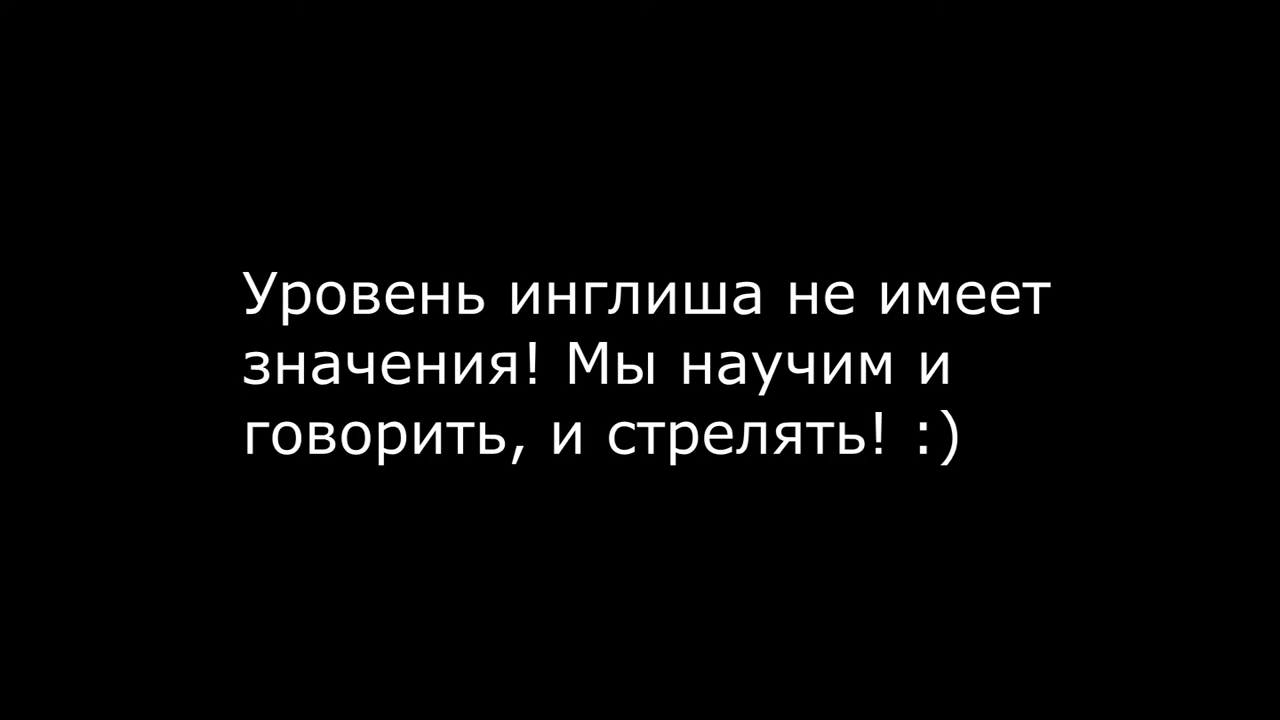 Уровень инглиша не имеет
значения! Мы научим и
говорить, и стрелять! :)